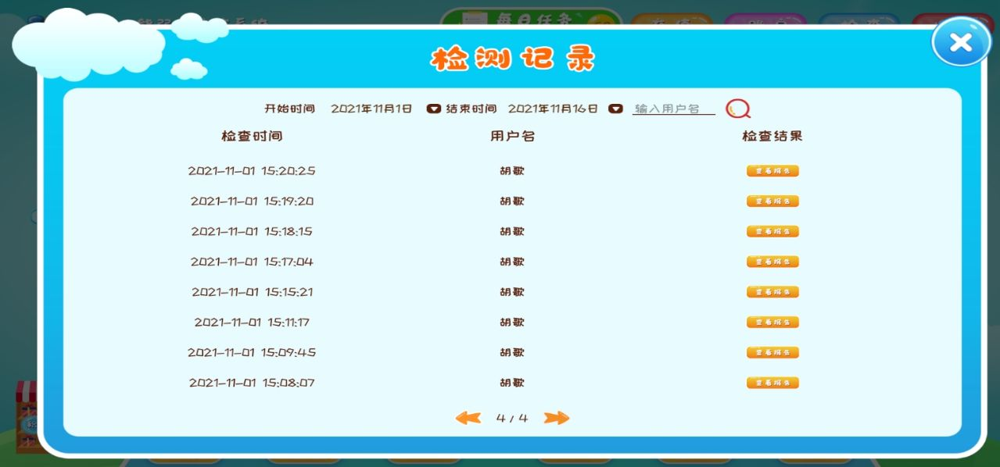 每日任务
检测记录
开始时间 2021年11月1日 结束时间 2021年11月16日 输入用户名
检查时间 用户名 检查结果
2021-11-01 15:20:25 胡歌 查看报告
2021-11-01 15:19:20 胡歌 查看报告
2021-11-01 15:18:15 胡歌 查看报告
2021-11-01 15:17:04 胡歌 查看报告
2021-11-01 15:15:21 胡歌 查看报告
2021-11-01 15:11:17 胡歌 查看报告
2021-11-01 15:09:45 胡歌 查看报告
2021-11-01 15:08:07 胡歌 查看报告
4 / 4